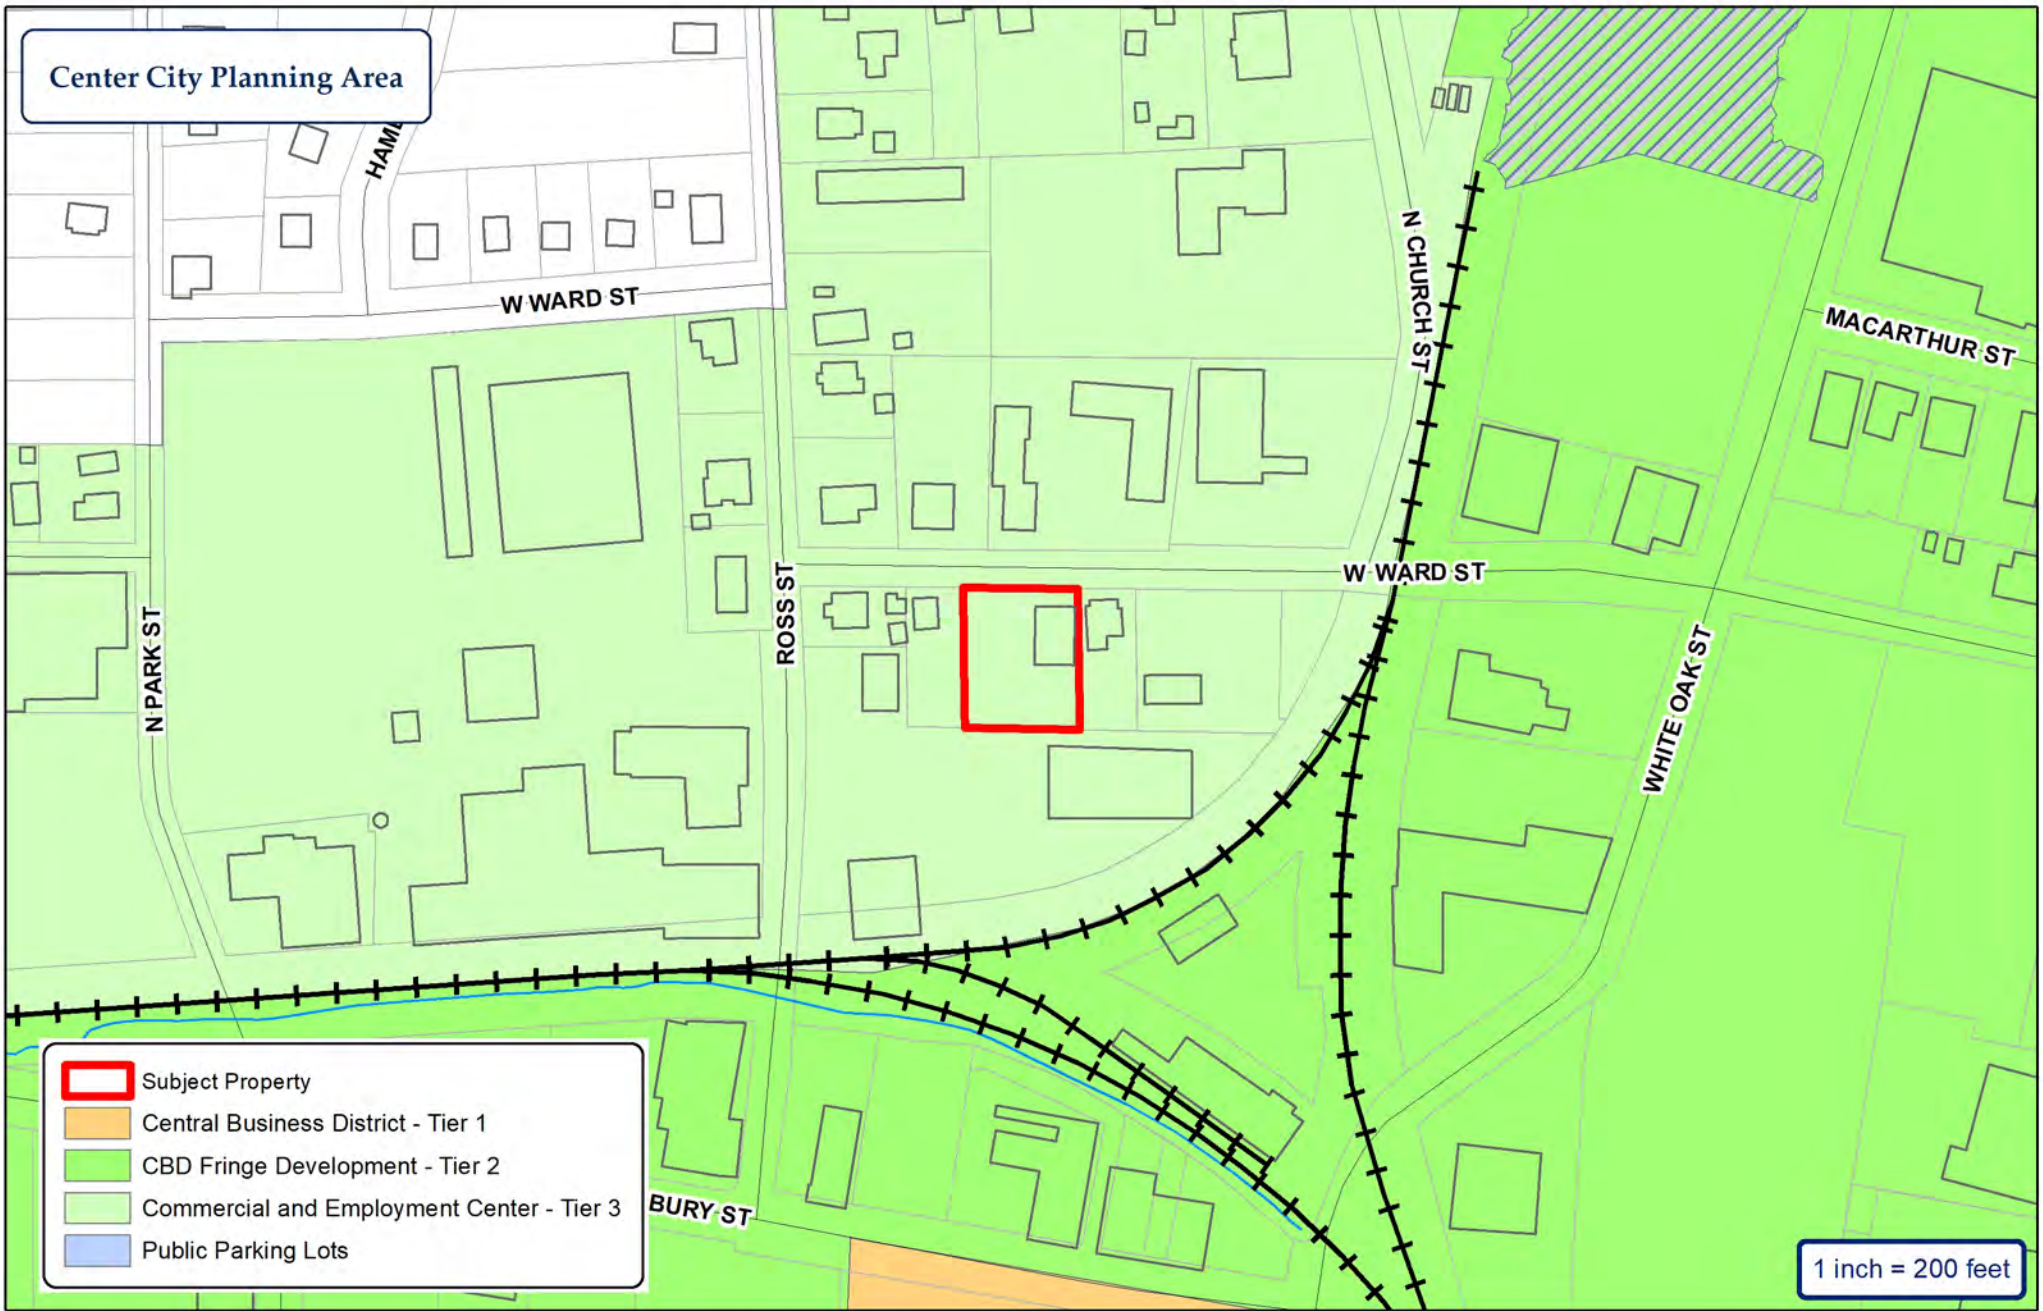 Center City Planning Area
W WARD ST
N CHURCH ST
MACARTHUR ST
W WARD ST
ROSS ST
N PARK ST
WHITE OAK ST
Subject Property
Central Business District - Tier 1
CBD Fringe Development - Tier 2
Commercial and Employment Center - Tier 3
Public Parking Lots
BURY ST
1 inch = 200 feet